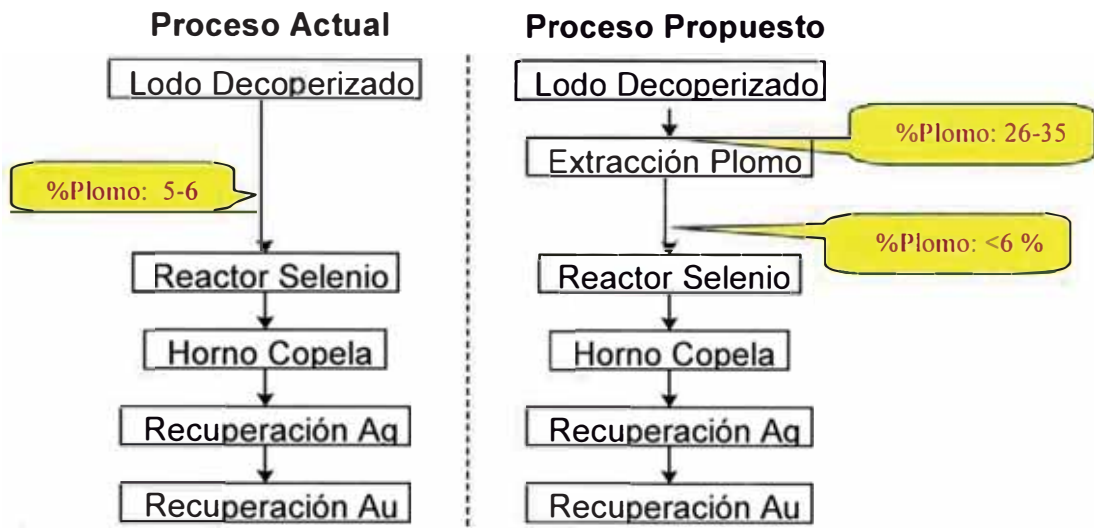 Proceso Actual
Lodo Decoperizado
%Plomo: 5-6
Reactor Selenio
Horno Copela
Recuperación Ag
Recuperación Au
Proceso Propuesto
Lodo Decoperizado
%Plomo: 26-35
Extracción Plomo
%Plomo: <6 %
Reactor Selenio
Horno Copela
Recuperación Ag
Recuperación Au